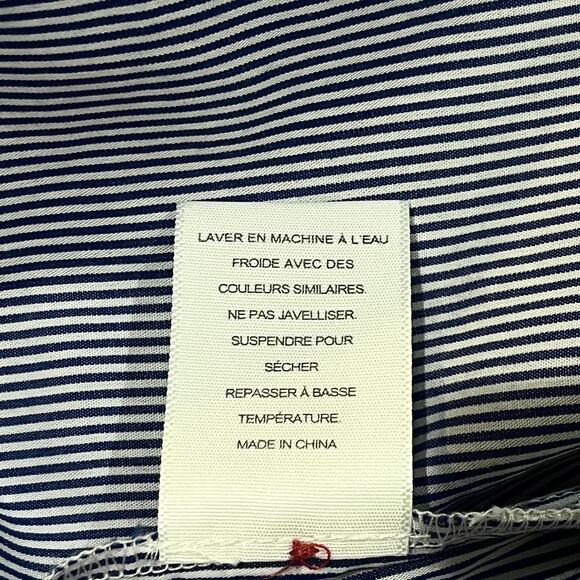 LAVER EN MACHINE À L'EAU
FROIDE AVEC DES
COULEURS SIMILAIRES.
NE PAS JAVELLISER.
SUSPENDRE POUR
SÉCHER
REPASSER À BASSE
TEMPÉRATURE.
MADE IN CHINA